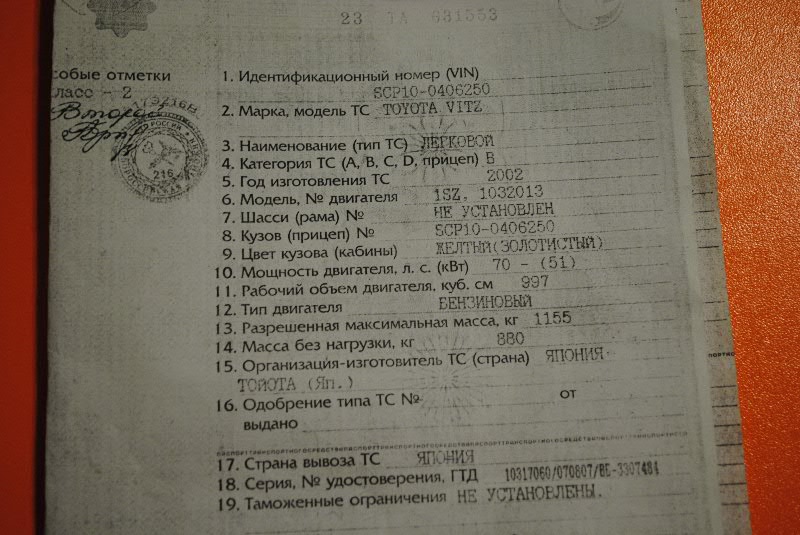 23 ТА 031553
собые отметки
ласс - 2
1. Идентификационный номер (VIN)
SCP10-0406250
2. Марка, модель ТС TOYOTA VITZ
3. Наименование (тип ТС) ЛЕГКОВОЙ
4. Категория ТС (A, B, C, D, прицеп) B
5. Год изготовления ТС 2002
6. Модель, № двигателя 1SZ, 1032013
7. Шасси (рама) № НЕ УСТАНОВЛЕН
8. Кузов (прицеп) № SCP10-0406250
9. Цвет кузова (кабины) ЖЕЛТЫЙ(ЗОЛОТИСТЫЙ)
10. Мощность двигателя, л. с. (кВт) 70 - (51)
11. Рабочий объем двигателя, куб. см 997
12. Тип двигателя БЕНЗИНОВЫЙ
13. Разрешенная максимальная масса, кг 1155
14. Масса без нагрузки, кг 880
15. Организация-изготовитель ТС (страна) ЯПОНИЯ
ТОЙОТА (Яп.)
16. Одобрение типа ТС № от
выдано
17. Страна вывоза ТС ЯПОНИЯ
18. Серия, № удостоверения, ГТД 10317060/070807/ВЕ-3307484
19. Таможенные ограничения НЕ УСТАНОВЛЕНЫ.